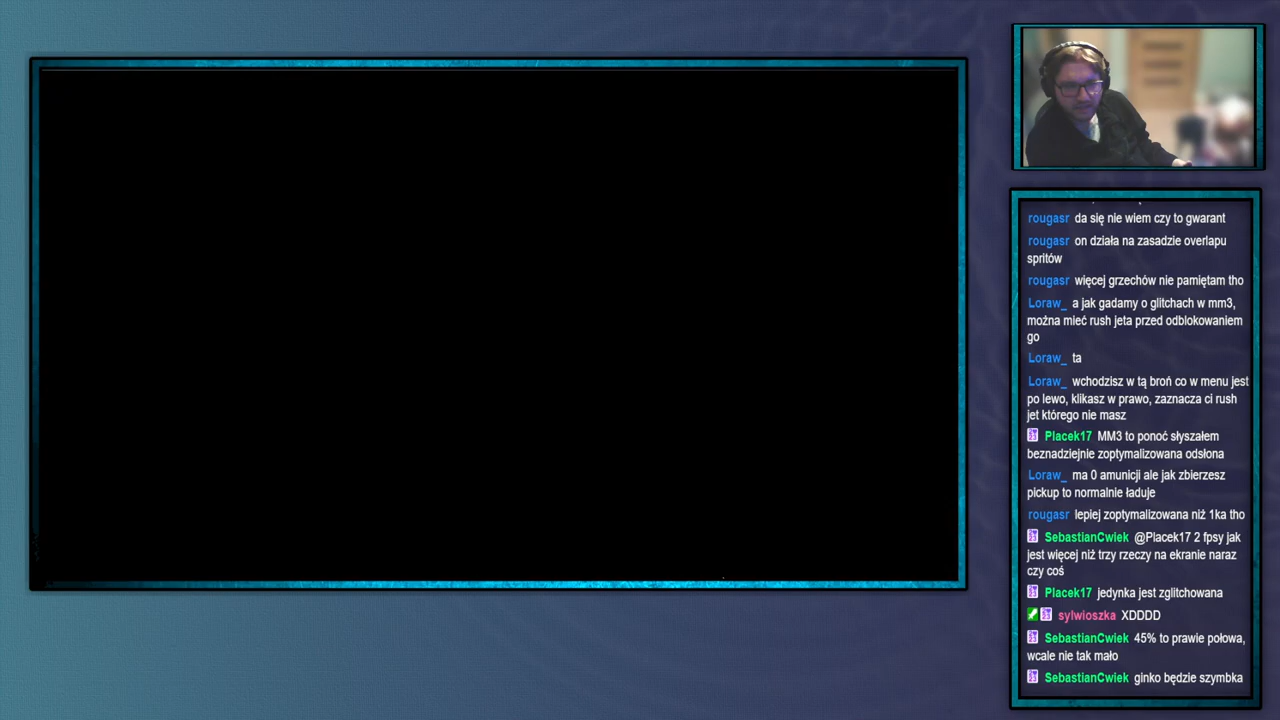 rougasr da się nie wiem czy to gwarant
rougasr on działa na zasadzie overlapu
spritów
rougasr więcej grzechów nie pamiętam tho
Loraw_ a jak gadamy o glitchach w mm3,
można mieć rush jeta przed odblokowaniem
go
Loraw_ ta
Loraw_ wchodzisz w tą broń co w menu jest
po lewo, klikasz w prawo, zaznacza ci rush
jet którego nie masz
Placek17 MM3 to ponoć słyszałem
beznadziejnie zoptymalizowana odsłona
Loraw_ ma 0 amunicji ale jak zbierzesz
pickup to normalnie ładuje
rougasr lepiej zoptymalizowana niż 1ka tho
SebastianCwiek @Placek17 2 fpsy jak
jest więcej niż trzy rzeczy na ekranie naraz
czy coś
Placek17 jedynka jest zglitchowana
sylwioszka XDDDD
SebastianCwiek 45% to prawie połowa,
wcale nie tak mało
SebastianCwiek ginko będzie szymbka